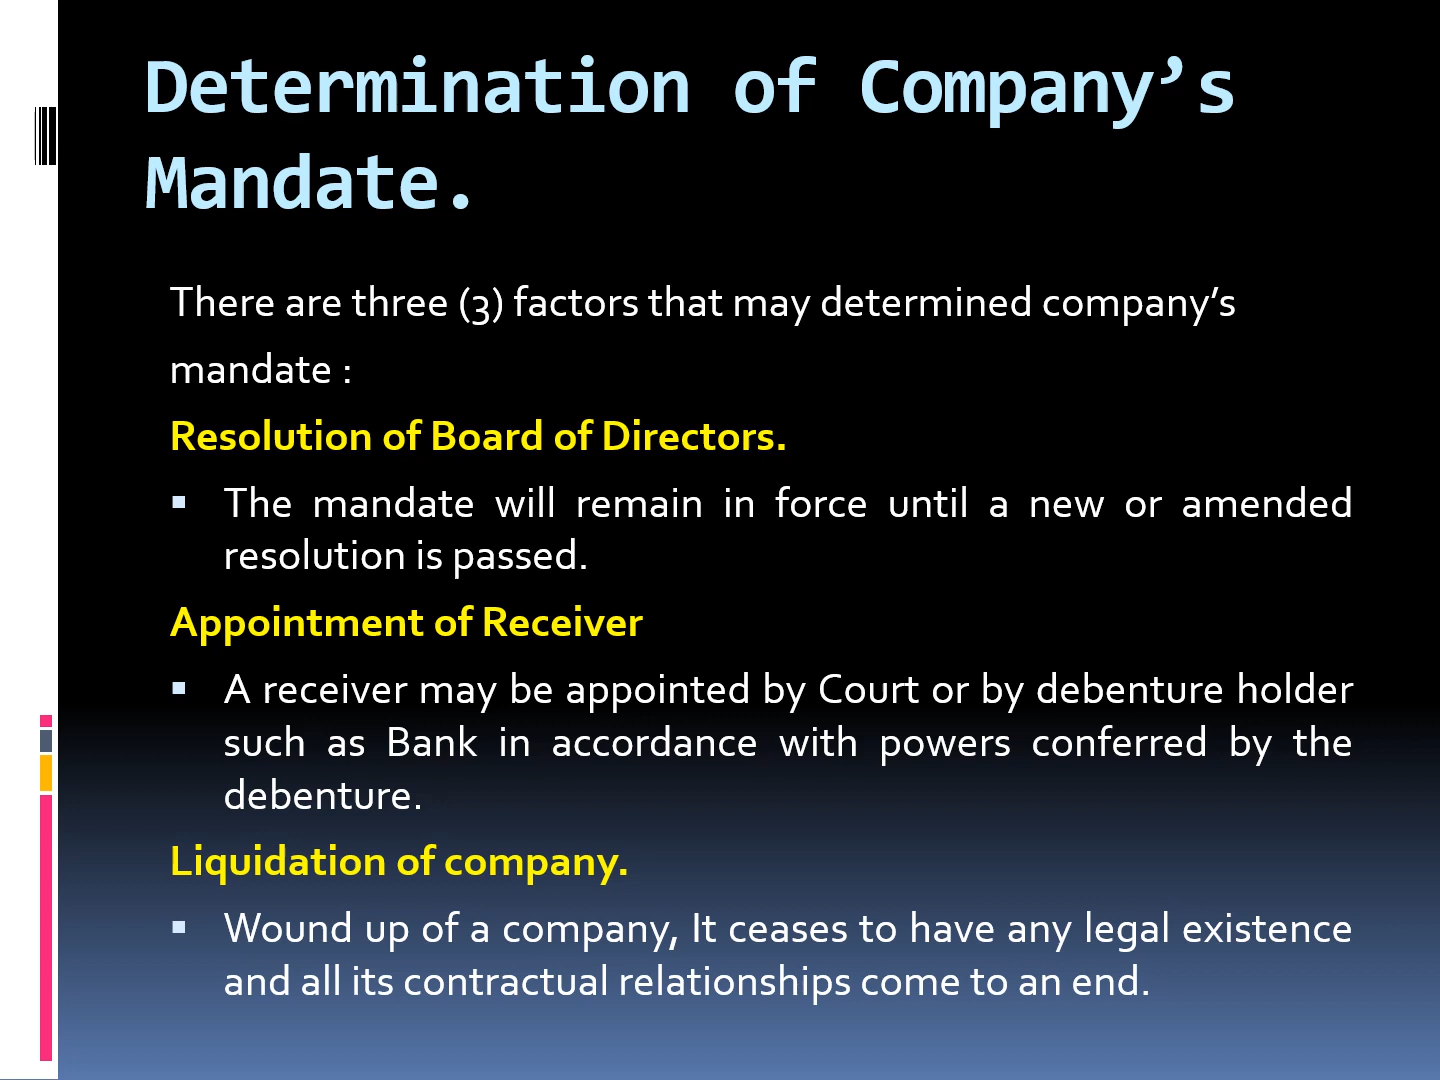 Determination of Company’s
Mandate.
There are three (3) factors that may determined company’s
mandate :
Resolution of Board of Directors.
▪ The mandate will remain in force until a new or amended
resolution is passed.
Appointment of Receiver
▪ A receiver may be appointed by Court or by debenture holder
such as Bank in accordance with powers conferred by the
debenture.
Liquidation of company.
▪ Wound up of a company, It ceases to have any legal existence
and all its contractual relationships come to an end.